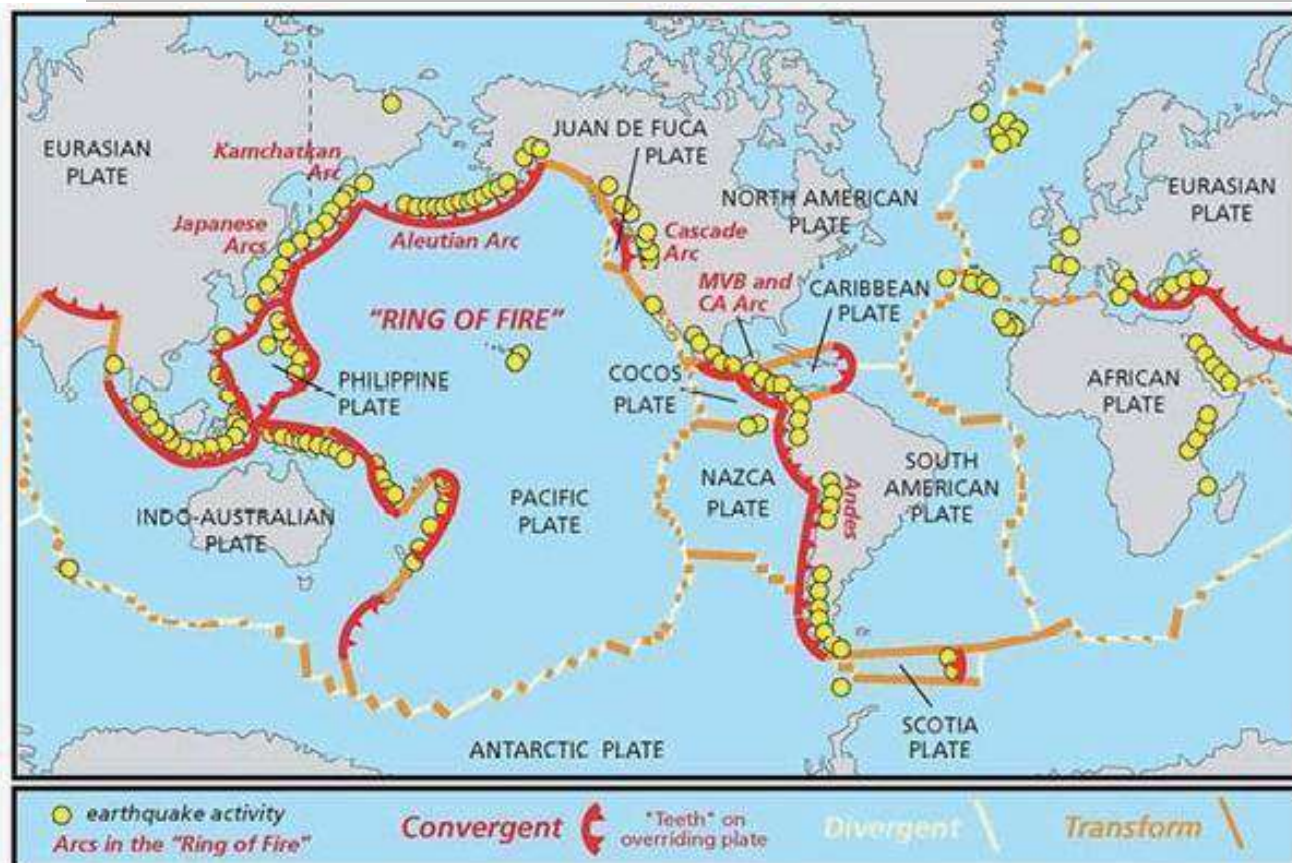 EURASIAN
PLATE
Kamchatkan
Arc
JUAN DE FUCA
PLATE
NORTH AMERICAN
PLATE
EURASIAN
PLATE
Japanese
Arcs
Aleutian Arc
Cascade
Arc
MVB and
CA Arc
CARIBBEAN
PLATE
"RING OF FIRE"
PHILIPPINE
PLATE
COCOS
PLATE
AFRICAN
PLATE
INDO-AUSTRALIAN
PLATE
PACIFIC
PLATE
NAZCA
PLATE
Andes
SOUTH
AMERICAN
PLATE
SCOTIA
PLATE
ANTARCTIC PLATE
earthquake activity
Arcs in the "Ring of Fire"
Convergent
"Teeth" on
overriding plate
Divergent
Transform